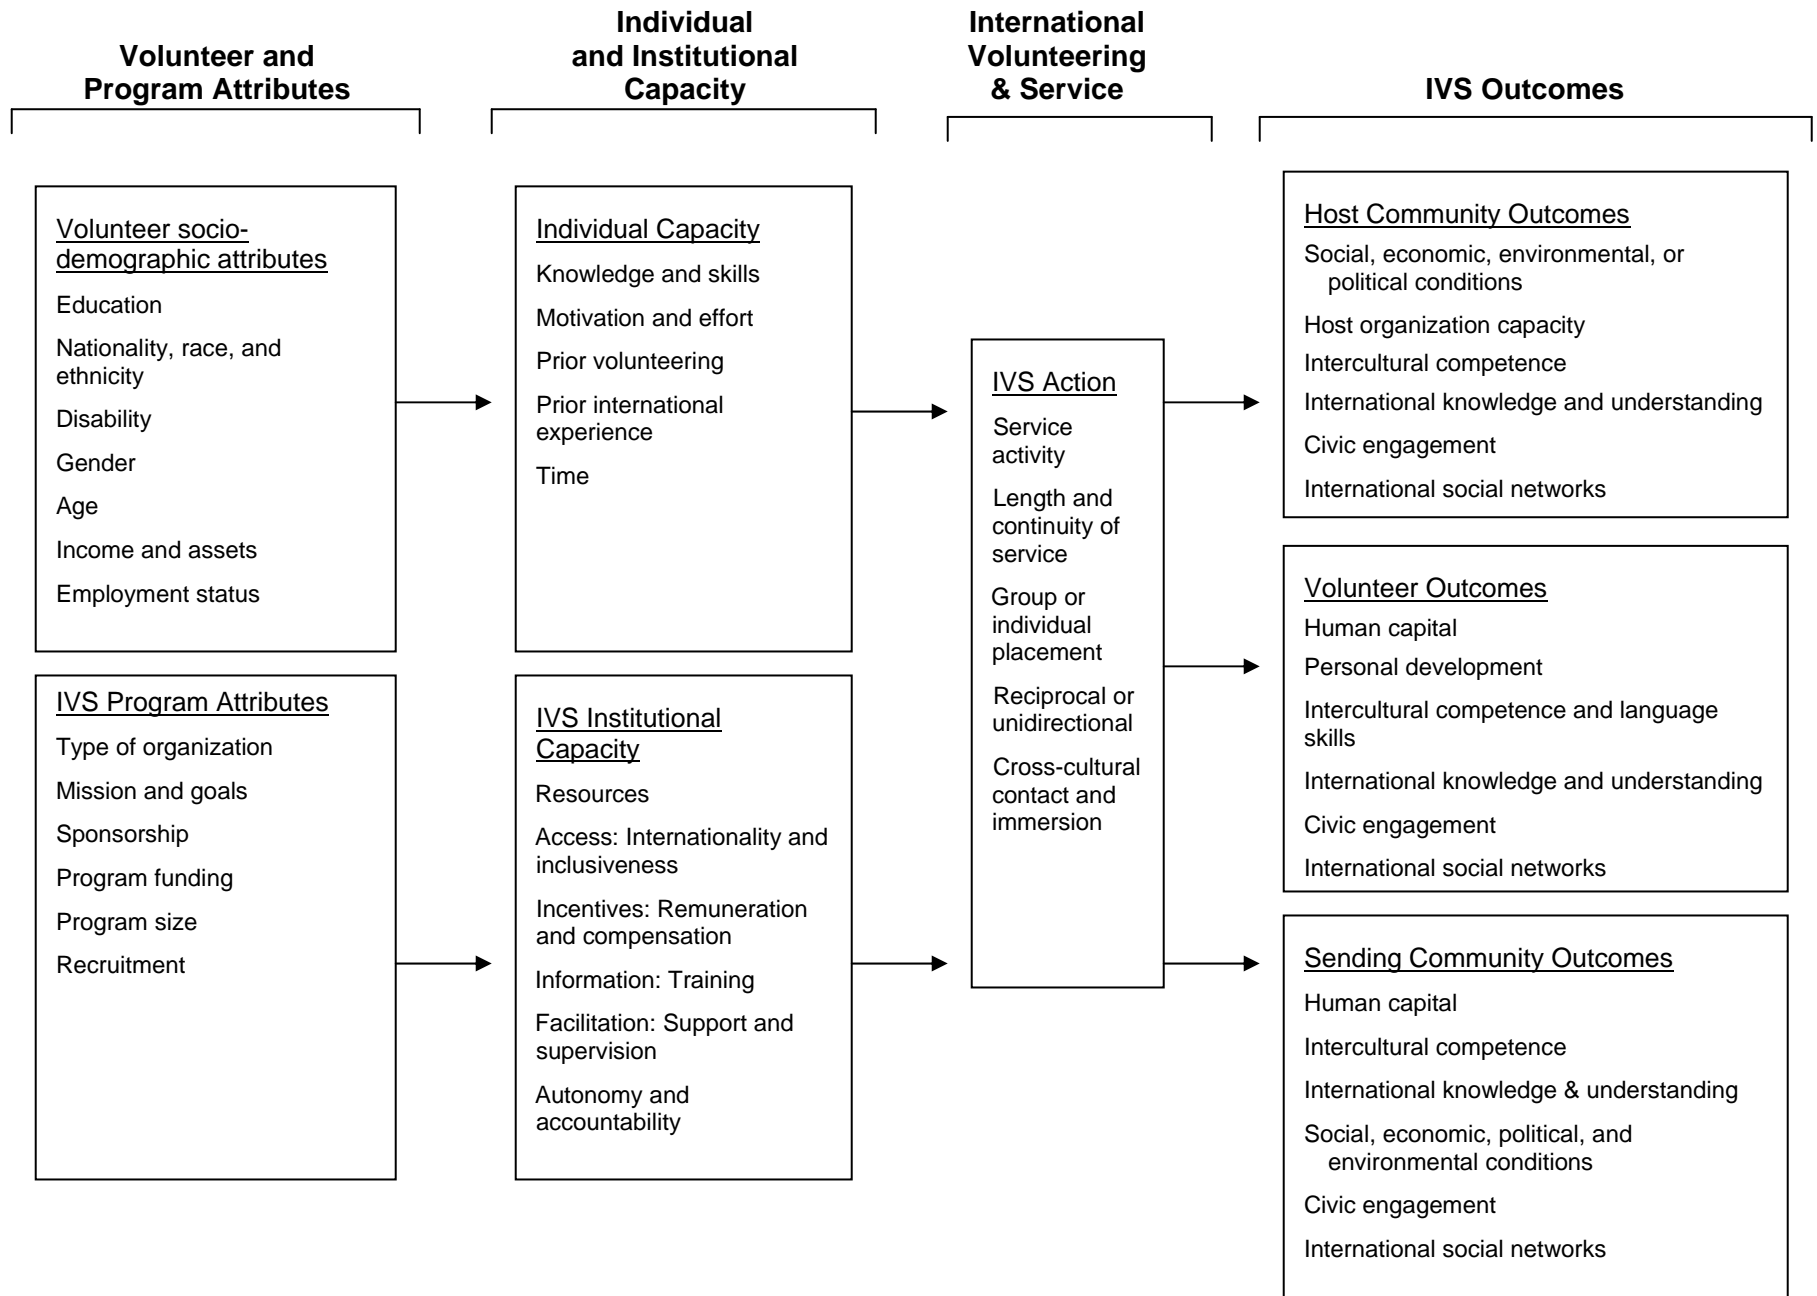 Volunteer and
Program Attributes
Individual
and Institutional
Capacity
International
Volunteering
& Service
IVS Outcomes
Volunteer socio-
demographic attributes
Education
Nationality, race, and
ethnicity
Disability
Gender
Age
Income and assets
Employment status
IVS Program Attributes
Type of organization
Mission and goals
Sponsorship
Program funding
Program size
Recruitment
Individual Capacity
Knowledge and skills
Motivation and effort
Prior volunteering
Prior international
experience
Time
IVS Institutional
Capacity
Resources
Access: Internationality and
inclusiveness
Incentives: Remuneration
and compensation
Information: Training
Facilitation: Support and
supervision
Autonomy and
accountability
IVS Action
Service
activity
Length and
continuity of
service
Group or
individual
placement
Reciprocal or
unidirectional
Cross-cultural
contact and
immersion
Host Community Outcomes
Social, economic, environmental, or
political conditions
Host organization capacity
Intercultural competence
International knowledge and understanding
Civic engagement
International social networks
Volunteer Outcomes
Human capital
Personal development
Intercultural competence and language
skills
International knowledge and understanding
Civic engagement
International social networks
Sending Community Outcomes
Human capital
Intercultural competence
International knowledge & understanding
Social, economic, political, and
environmental conditions
Civic engagement
International social networks